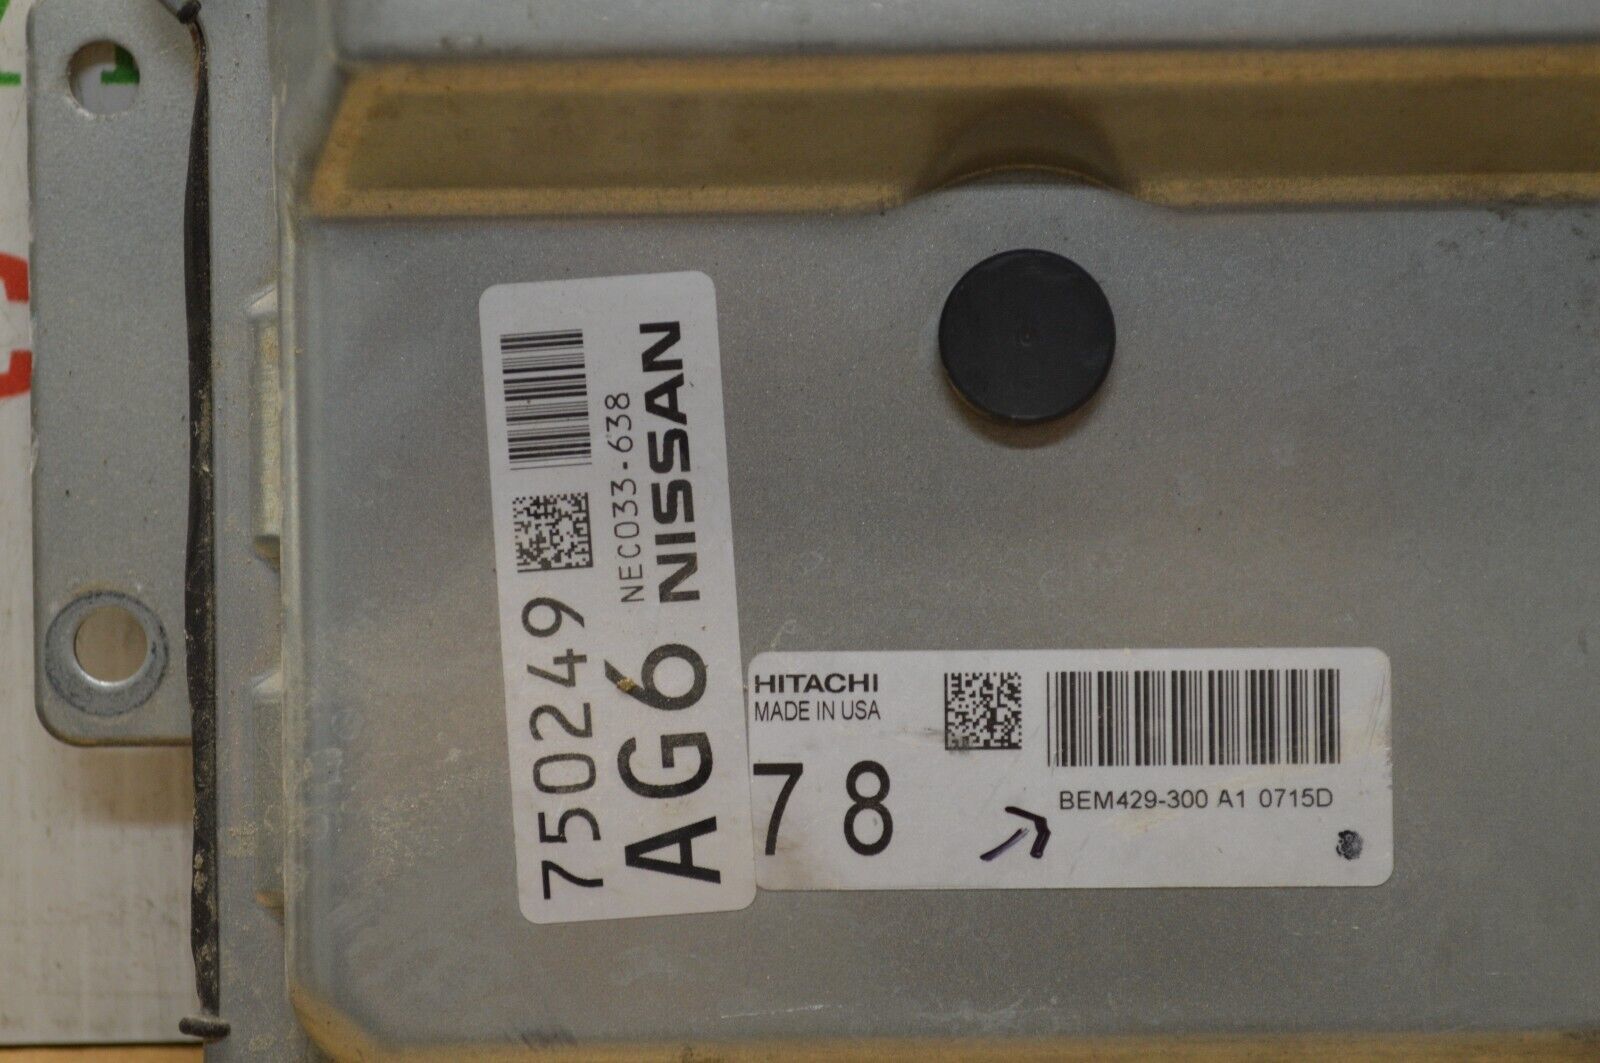 750249
NEC033-638
AG6 NISSAN
HITACHI
MADE IN USA
78
BEM429-300 A1 0715D